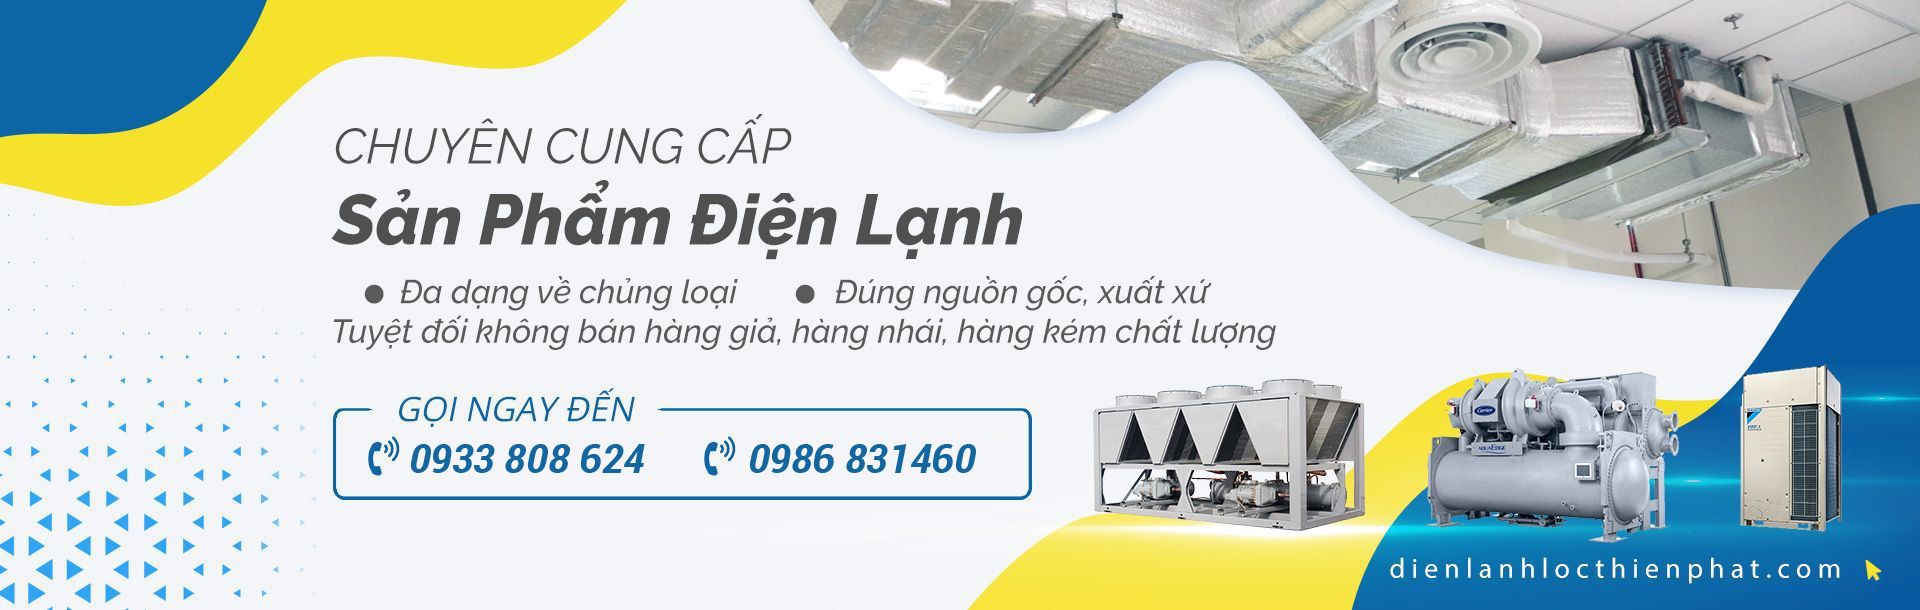 CHUYÊN CUNG CẤP
Sản Phẩm Điện Lạnh
● Đa dạng về chủng loại ● Đúng nguồn gốc, xuất xứ
Tuyệt đối không bán hàng giả, hàng nhái, hàng kém chất lượng
GỌI NGAY ĐẾN
0933 808 624 0986 831460
Carrier
AQUAEDGE
dienlanhlocthienphat.com